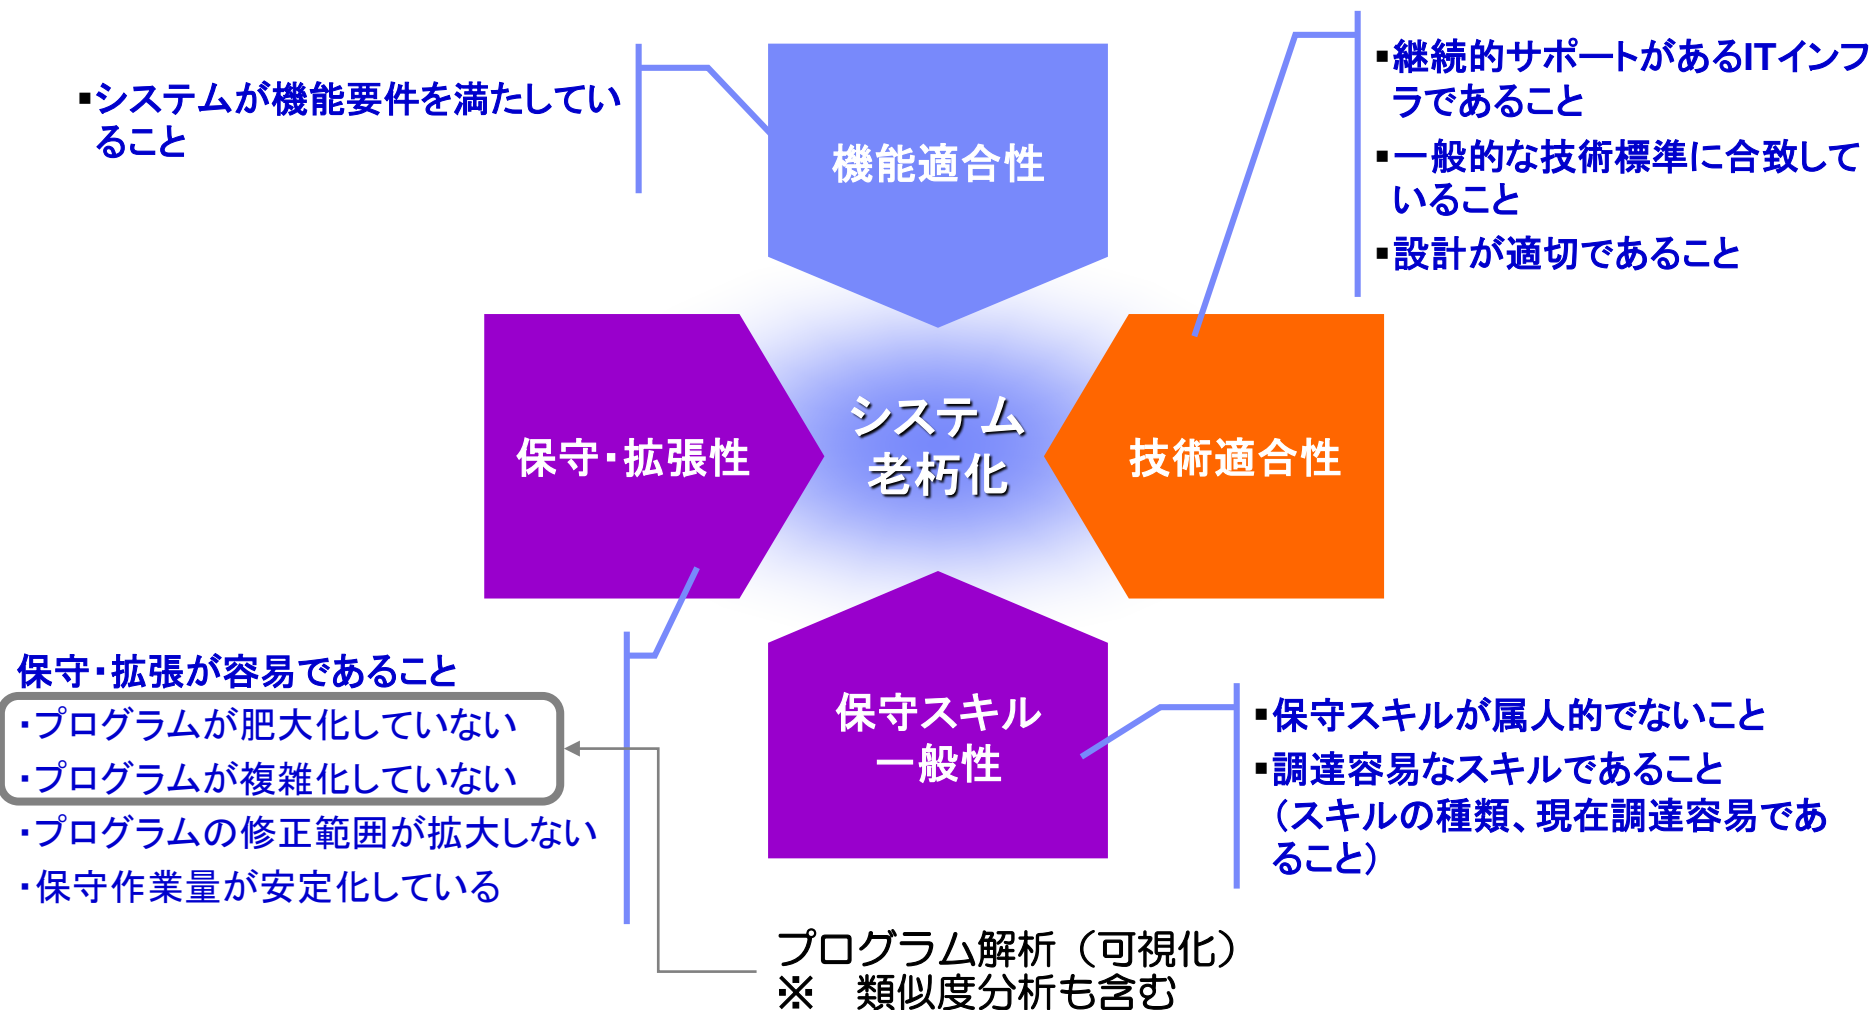 ▪システムが機能要件を満たしてい
ること
機能適合性
▪継続的サポートがあるITインフ
ラであること
▪一般的な技術標準に合致して
いること
▪設計が適切であること
保守・拡張性
システム
老朽化
技術適合性
保守・拡張が容易であること
・プログラムが肥大化していない
・プログラムが複雑化していない
・プログラムの修正範囲が拡大しない
・保守作業量が安定化している
保守スキル
一般性
▪保守スキルが属人的でないこと
▪調達容易なスキルであること
（スキルの種類、現在調達容易であ
ること）
プログラム解析（可視化）
※　類似度分析も含む